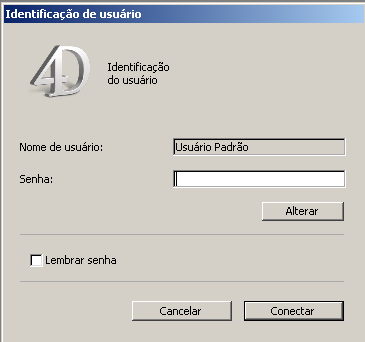 Identificação de usuário
4D
Identificação
do usuário
Nome de usuário:
Usuário Padrão
Senha:
Alterar
Lembrar senha
Cancelar
Conectar